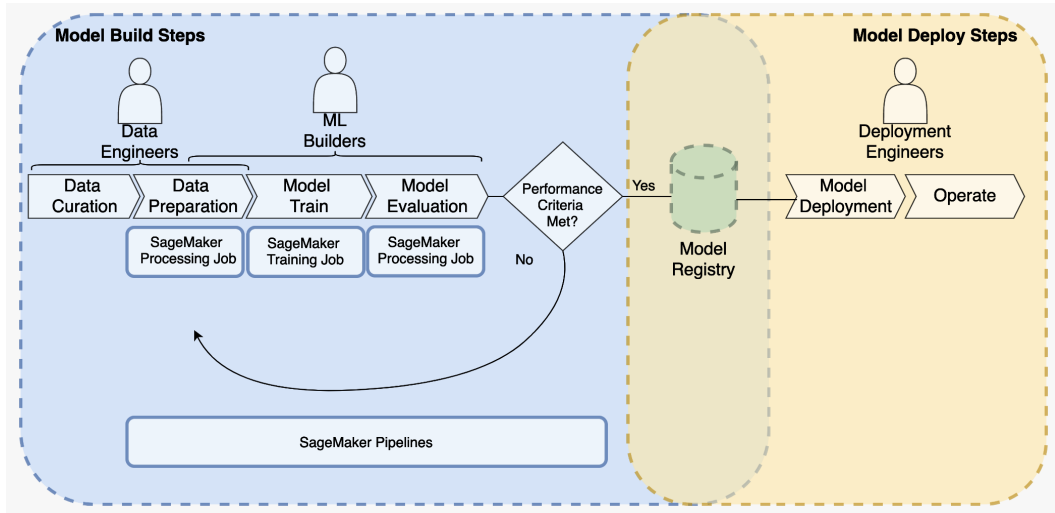 Model Build Steps
Model Deploy Steps
Data
Engineers
ML
Builders
Deployment
Engineers
Data
Curation
Data
Preparation
Model
Train
Model
Evaluation
Performance
Criteria
Met?
Yes
Model
Deployment
Operate
SageMaker
Processing Job
SageMaker
Training Job
SageMaker
Processing Job
No
Model
Registry
SageMaker Pipelines